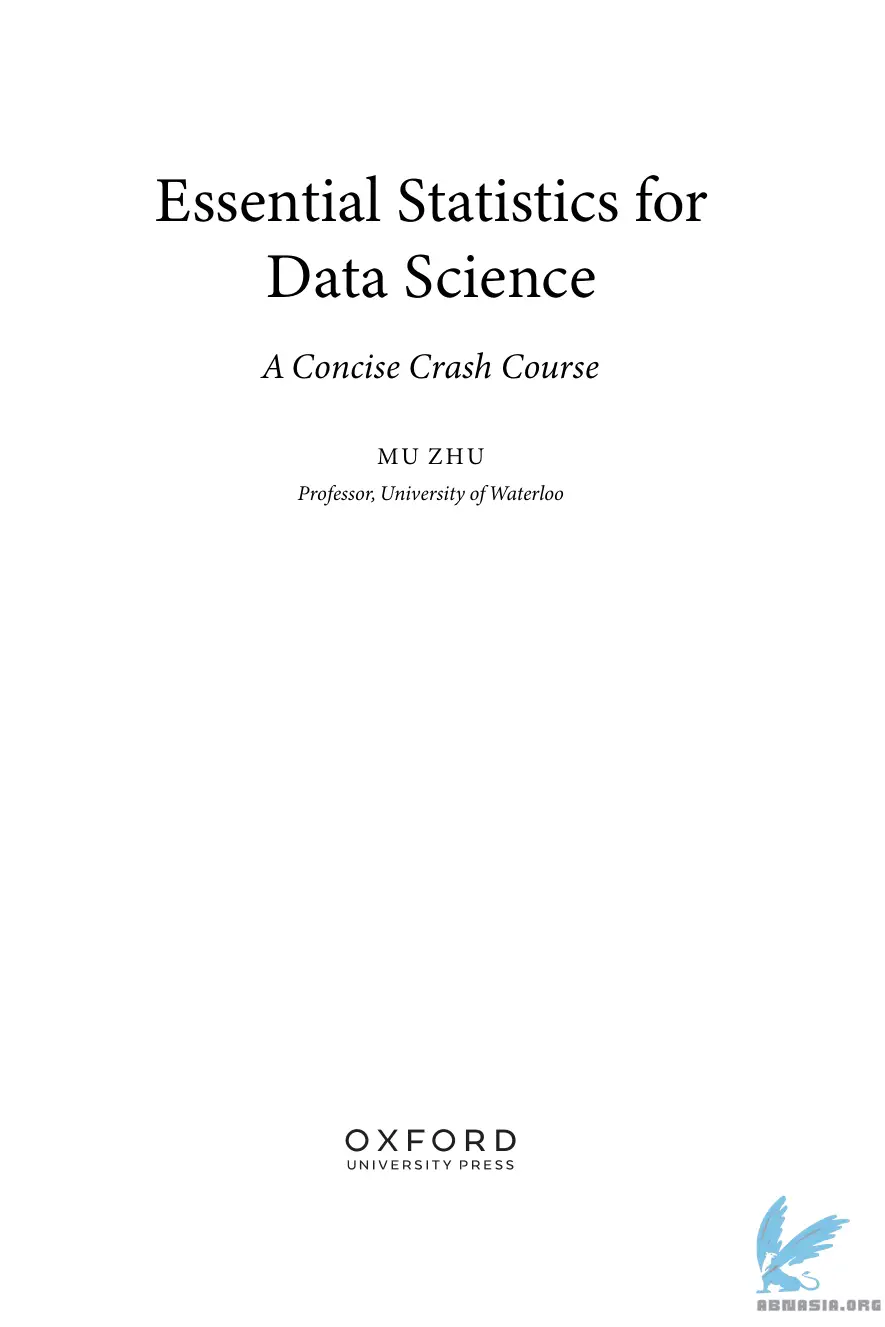 Essential Statistics for
Data Science
A Concise Crash Course
MU ZHU
Professor, University of Waterloo
OXFORD
UNIVERSITY PRESS
ABNASIA.ORG